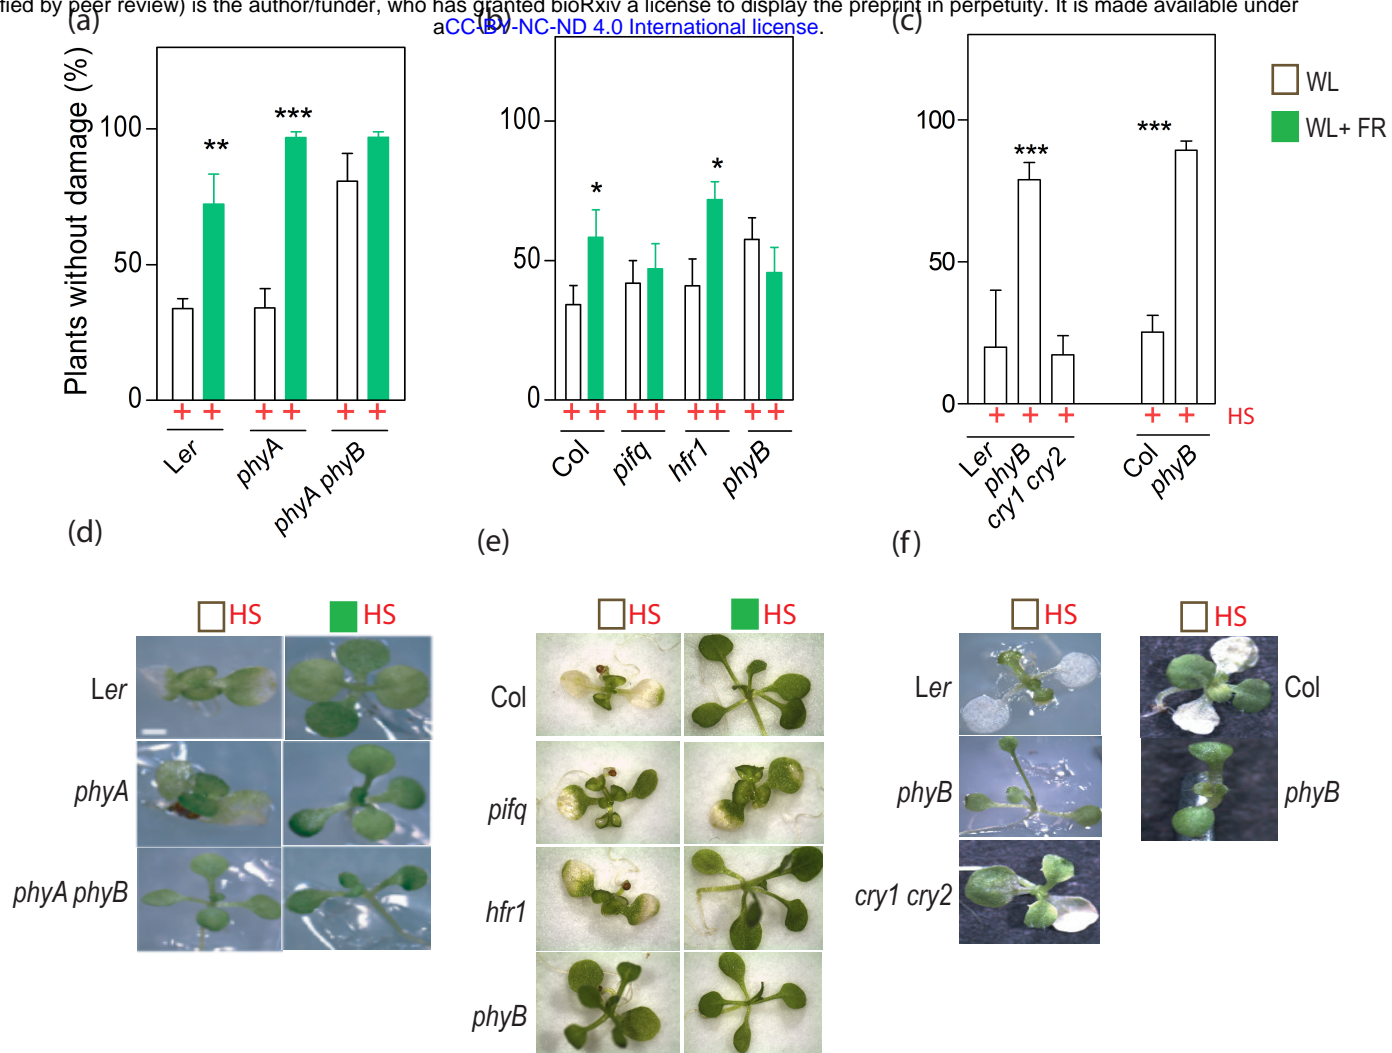 fied by peer review) is the author/funder, who has granted bioRxiv a license to display the preprint in perpetuity. It is made available under
aCC-BY-NC-ND 4.0 International license.
(a)
(b)
(c)
Plants without damage (%)
100
50
0
**
***
+ + + + + +
Ler
phyA
phyA phyB
100
50
0
*
*
+ + + + + + + +
Col
pifq
hfr1
phyB
100
50
0
***
***
+ + + + + HS
Ler
phyB
cry1 cry2
Col
phyB
WL
WL+ FR
(d)
(e)
(f)
HS HS
Ler
phyA
phyA phyB
HS HS
Col
pifq
hfr1
phyB
HS HS
Ler
phyB
cry1 cry2
Col
phyB